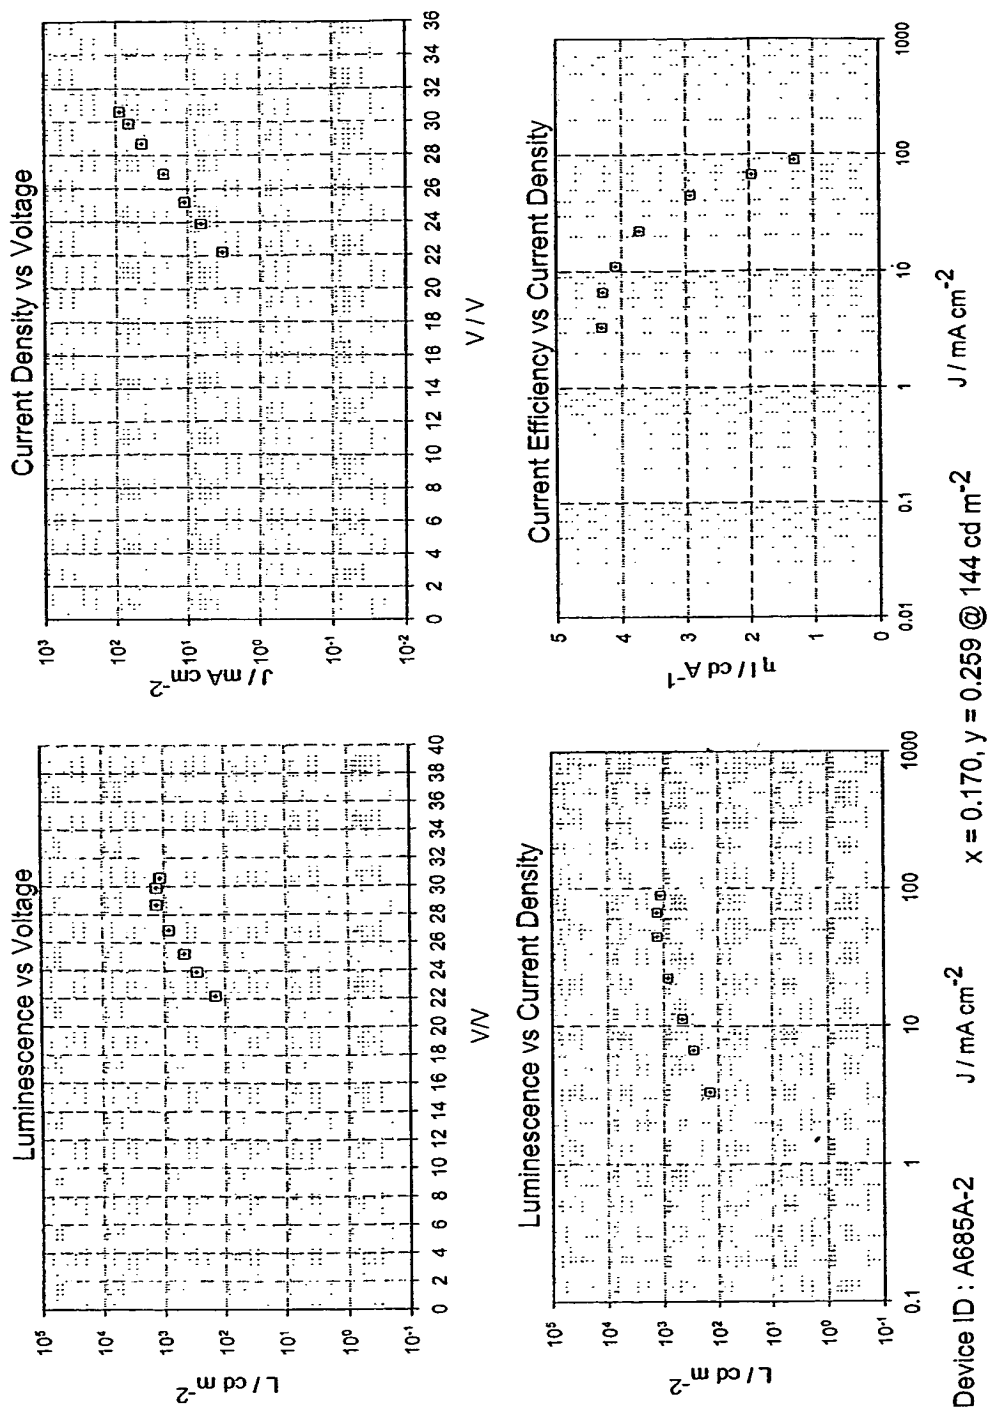 Luminescence vs Voltage
10⁵
10⁴
10³
10²
10¹
10⁰
10⁻¹
L / cd m⁻²
0 2 4 6 8 10 12 14 16 18 20 22 24 26 28 30 32 34 36 38 40
V/V
Current Density vs Voltage
10³
10²
10¹
10⁰
10⁻¹
10⁻²
J / mA cm⁻²
0 2 4 6 8 10 12 14 16 18 20 22 24 26 28 30 32 34 36
V / V
Luminescence vs Current Density
10⁵
10⁴
10³
10²
10¹
10⁰
10⁻¹
L / cd m⁻²
0.1 1 10 100 1000
J / mA cm⁻²
Current Efficiency vs Current Density
5
4
3
2
1
0
η I / cd A⁻¹
0.01 0.1 1 10 100 1000
J / mA cm⁻²
Device ID : A685A-2
x = 0.170, y = 0.259 @ 144 cd m⁻²